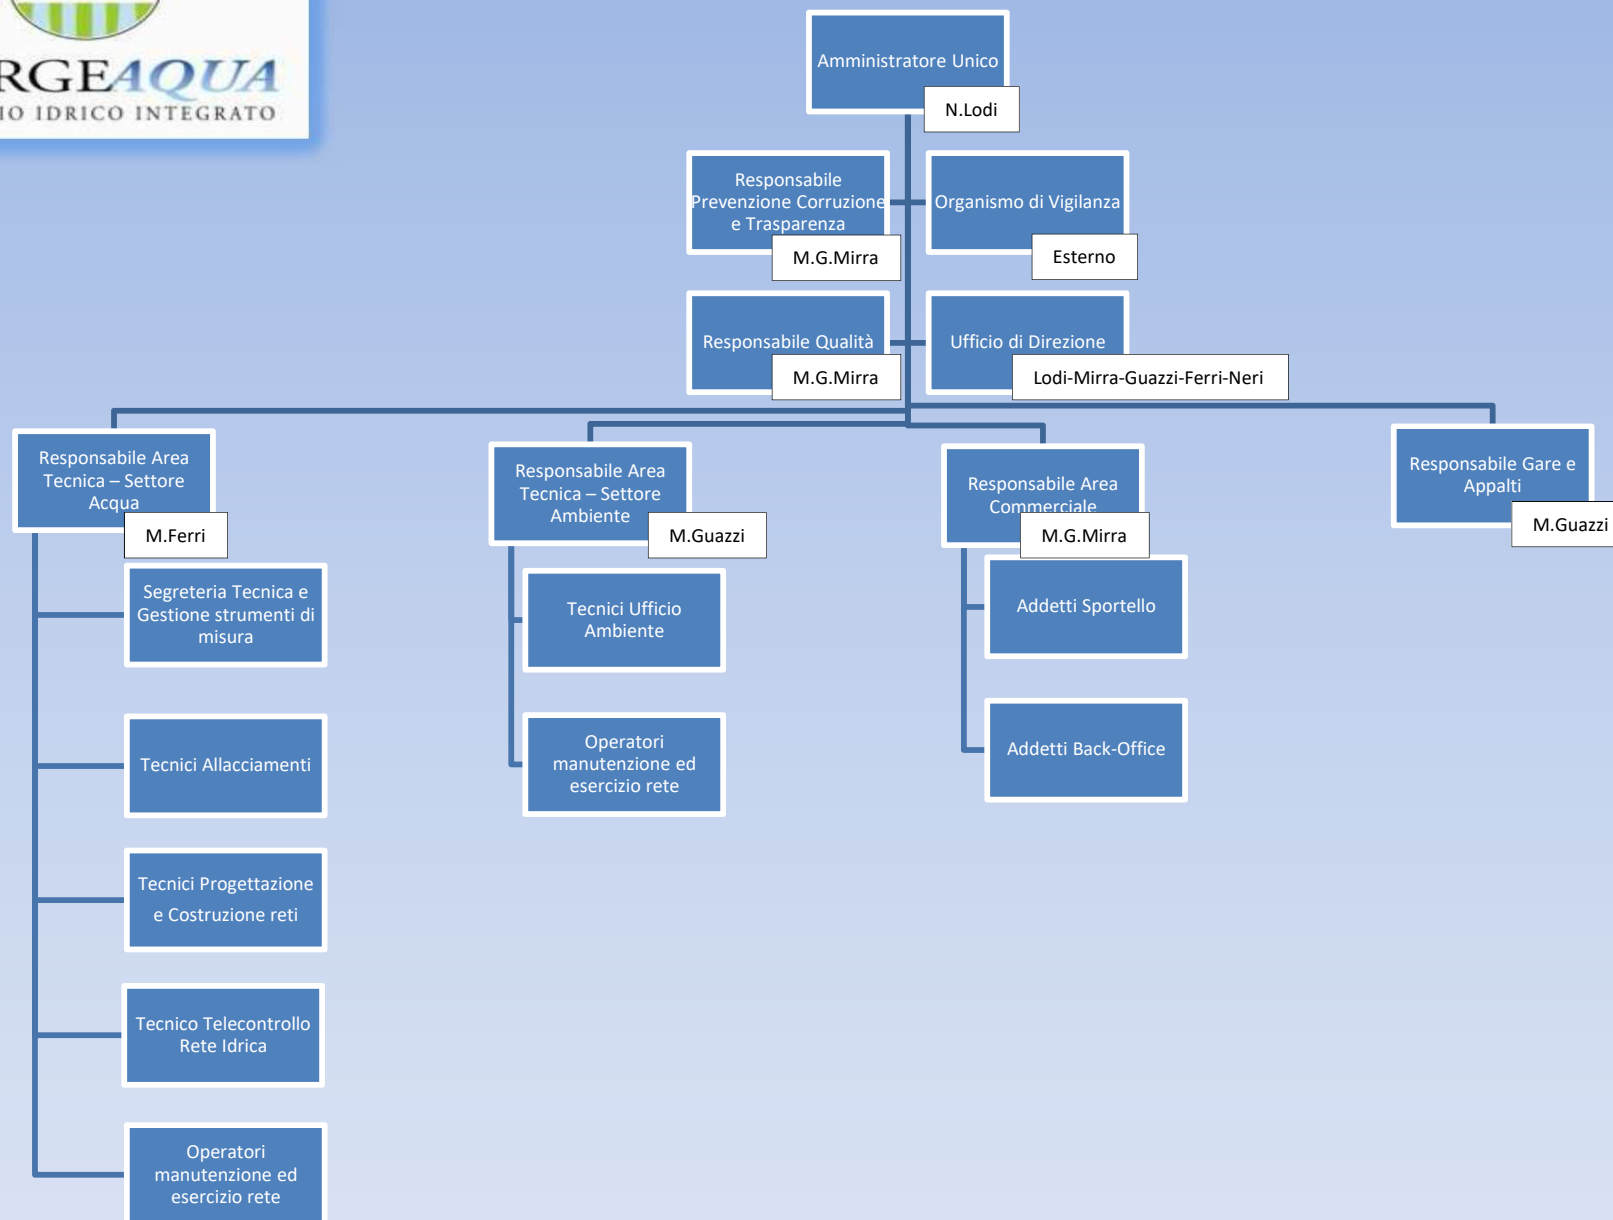 RGEAQUA
IO IDRICO INTEGRATO
Amministratore Unico
N.Lodi
Responsabile
Prevenzione Corruzione
e Trasparenza
M.G.Mirra
Organismo di Vigilanza
Esterno
Responsabile Qualità
M.G.Mirra
Ufficio di Direzione
Lodi-Mirra-Guazzi-Ferri-Neri
Responsabile Area
Tecnica – Settore
Acqua
M.Ferri
Segreteria Tecnica e
Gestione strumenti di
misura
Tecnici Allacciamenti
Tecnici Progettazione
e Costruzione reti
Tecnico Telecontrollo
Rete Idrica
Operatori
manutenzione ed
esercizio rete
Responsabile Area
Tecnica – Settore
Ambiente
M.Guazzi
Tecnici Ufficio
Ambiente
Operatori
manutenzione ed
esercizio rete
Responsabile Area
Commerciale
M.G.Mirra
Addetti Sportello
Addetti Back-Office
Responsabile Gare e
Appalti
M.Guazzi